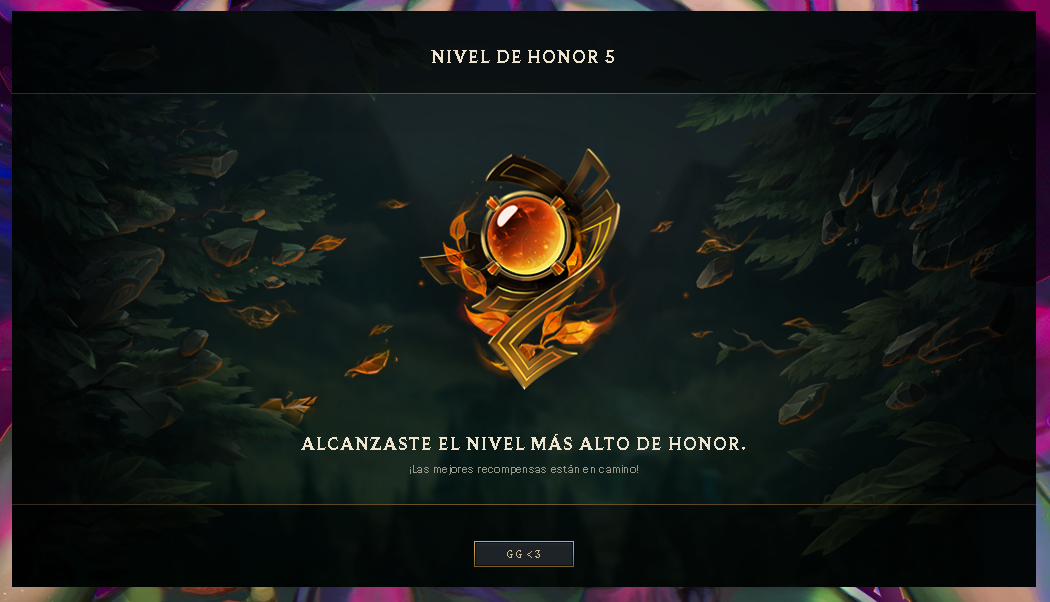 NIVEL DE HONOR 5
ALCANZASTE EL NIVEL MÁS ALTO DE HONOR.
¡Las mejores recompensas están en camino!
GG <3